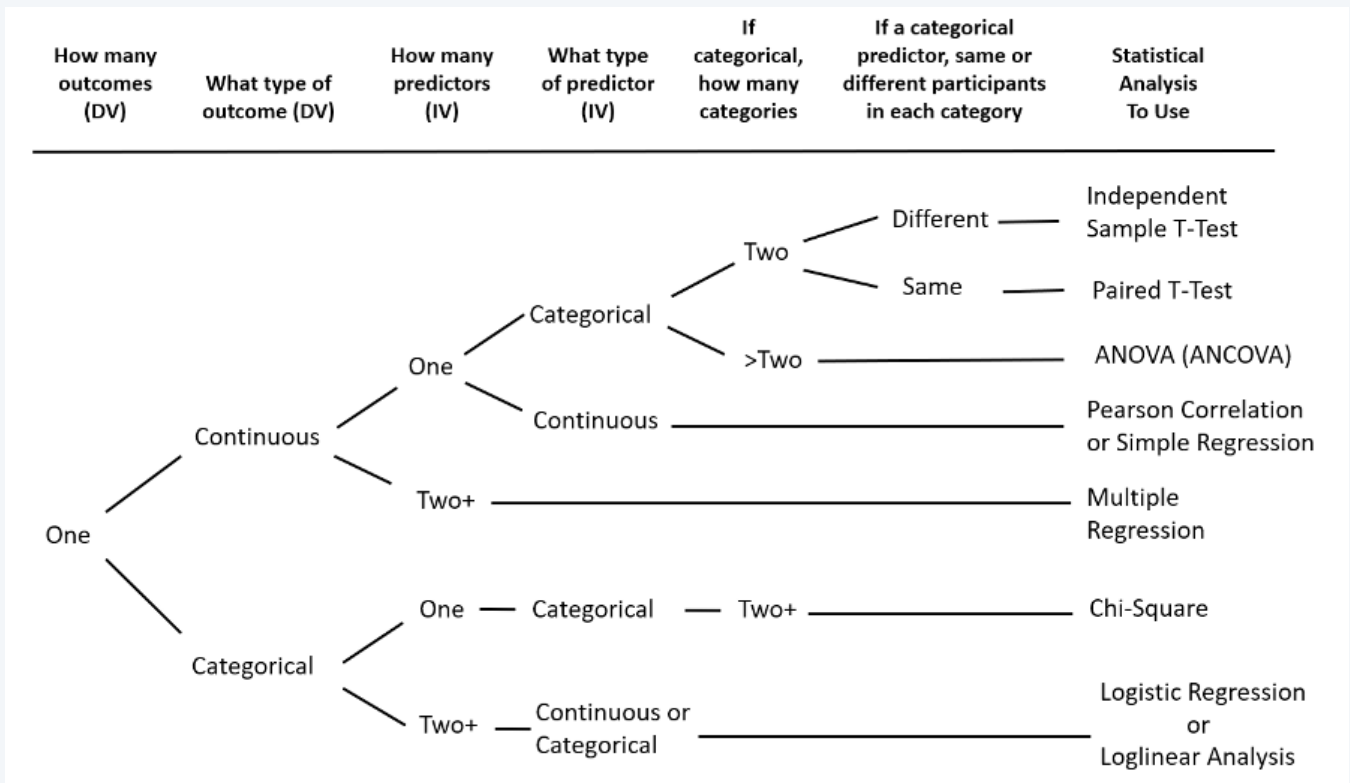 How many
outcomes
(DV)
What type of
outcome (DV)
How many
predictors
(IV)
What type
of predictor
(IV)
If
categorical,
how many
categories
If a categorical
predictor, same or
different participants
in each category
Statistical
Analysis
To Use
One
Continuous
One
Categorical
Two
Different
Independent
Sample T-Test
Same
Paired T-Test
>Two
ANOVA (ANCOVA)
Continuous
Pearson Correlation
or Simple Regression
Two+
Multiple
Regression
Categorical
One
Categorical
Two+
Chi-Square
Two+
Continuous or
Categorical
Logistic Regression
or
Loglinear Analysis